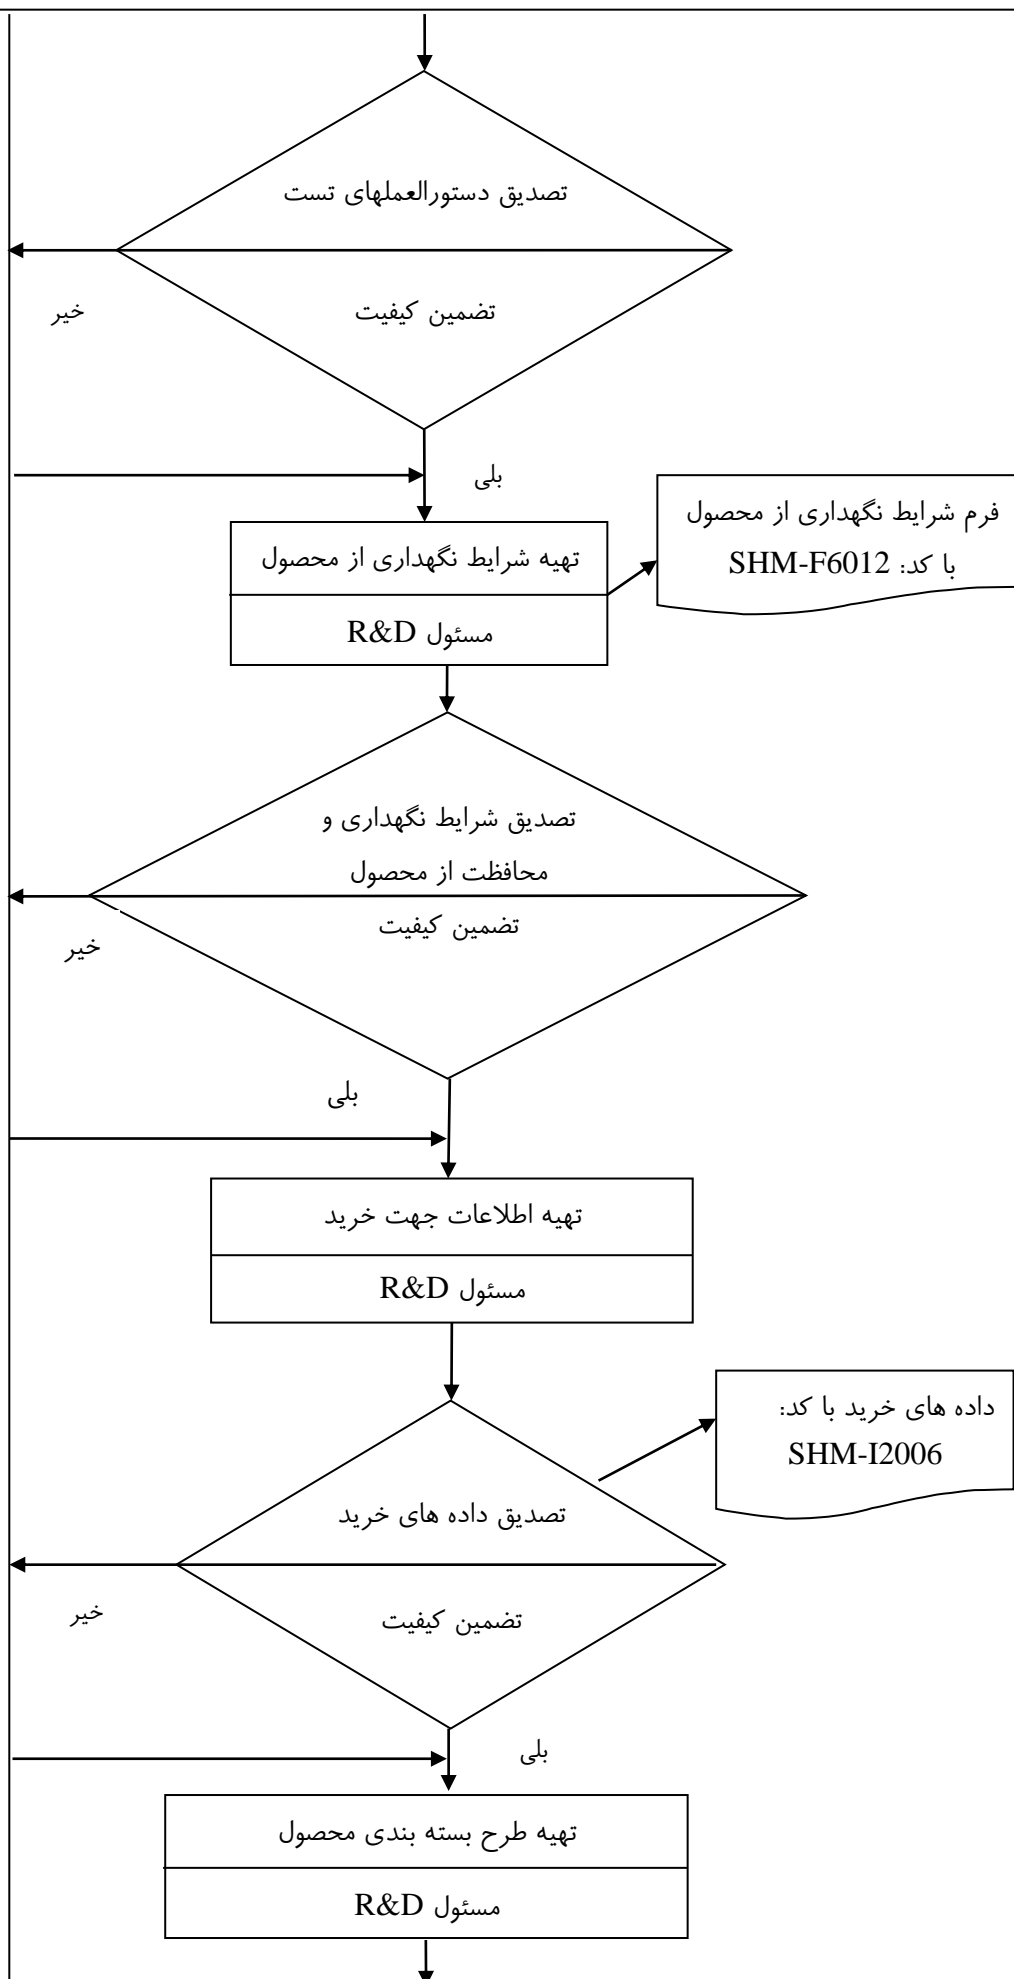 تصدیق دستورالعملهای تست
تضمین کیفیت
خیر
بلی
فرم شرایط نگهداری از محصول
با کد: SHM-F6012
تهیه شرایط نگهداری از محصول
مسئول R&D
تصدیق شرایط نگهداری و
محافظت از محصول
تضمین کیفیت
خیر
بلی
تهیه اطلاعات جهت خرید
مسئول R&D
داده های خرید با کد:
SHM-I2006
تصدیق داده های خرید
تضمین کیفیت
خیر
بلی
تهیه طرح بسته بندی محصول
مسئول R&D